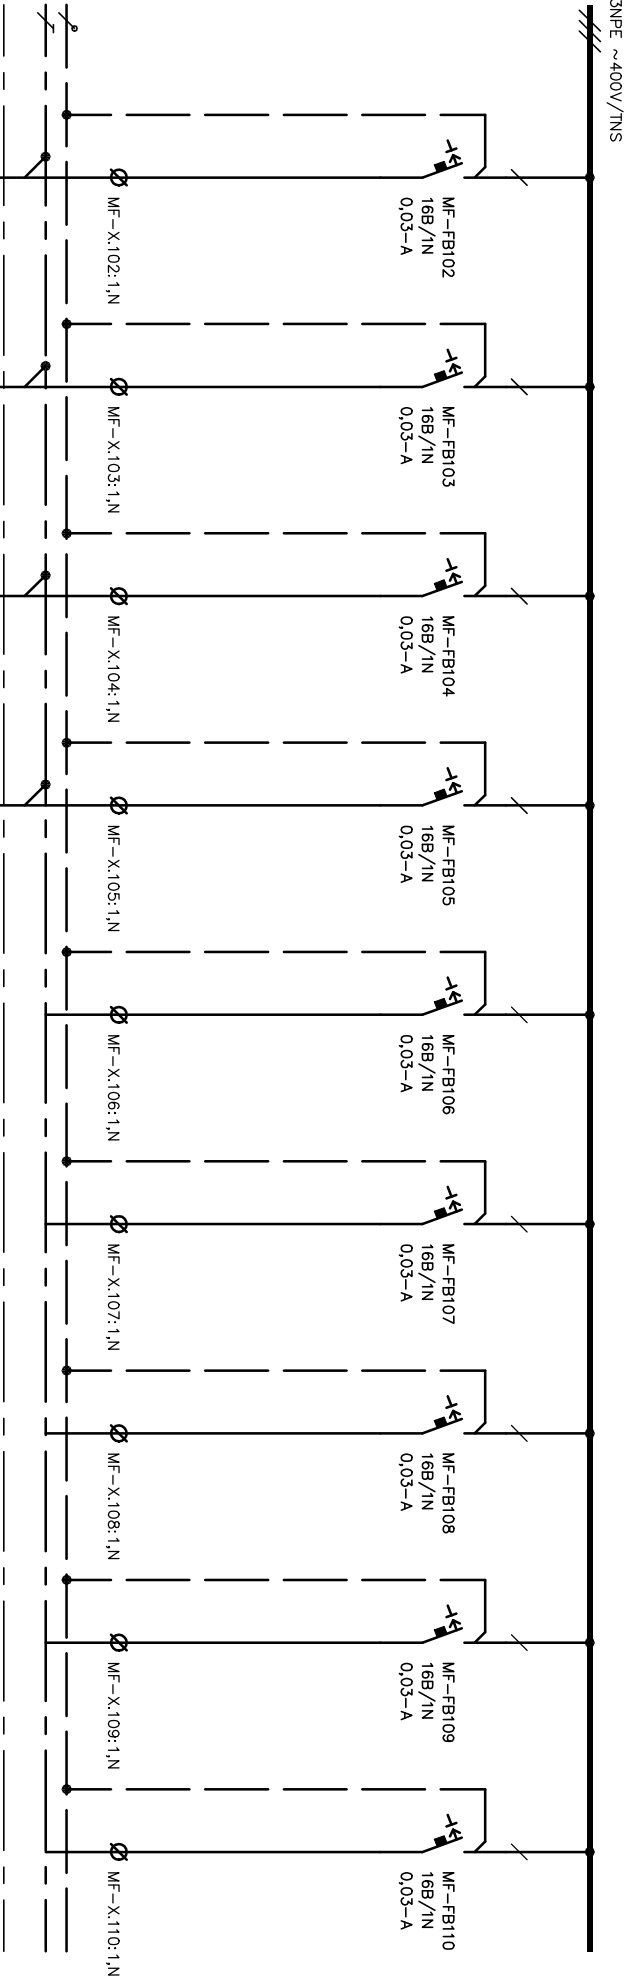 3NPE ~400V/TNS
MF-FB102
16B/1N
0,03-A
MF-X.102:1,N
MF-FB103
16B/1N
0,03-A
MF-X.103:1,N
MF-FB104
16B/1N
0,03-A
MF-X.104:1,N
MF-FB105
16B/1N
0,03-A
MF-X.105:1,N
MF-FB106
16B/1N
0,03-A
MF-X.106:1,N
MF-FB107
16B/1N
0,03-A
MF-X.107:1,N
MF-FB108
16B/1N
0,03-A
MF-X.108:1,N
MF-FB109
16B/1N
0,03-A
MF-X.109:1,N
MF-FB110
16B/1N
0,03-A
MF-X.110:1,N